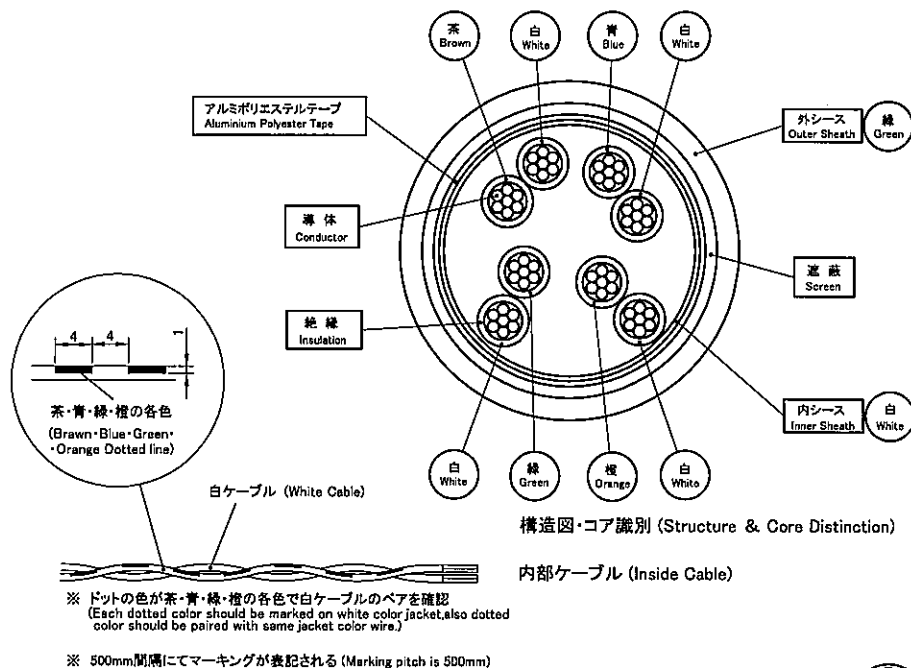 茶
Brown
白
White
青
Blue
白
White
アルミポリエステルテープ
Aluminium Polyester Tape
外シース
Outer Sheath
緑
Green
導体
Conductor
遮蔽
Screen
絶縁
Insulation
内シース
Inner Sheath
白
White
4
4
1
茶・青・緑・橙の各色
(Brawn・Blue・Green・
・Orange Dotted line)
白
White
緑
Green
橙
Orange
白
White
白ケーブル (White Cable)
構造図・コア識別 (Structure & Core Distinction)
内部ケーブル (Inside Cable)
※ ドットの色が茶・青・緑・橙の各色で白ケーブルのペアを確認
(Each dotted color should be marked on white color jacket,also dotted
color should be paired with same jacket color wire.)
※ 500mm間隔にてマーキングが表記される (Marking pitch is 500mm)